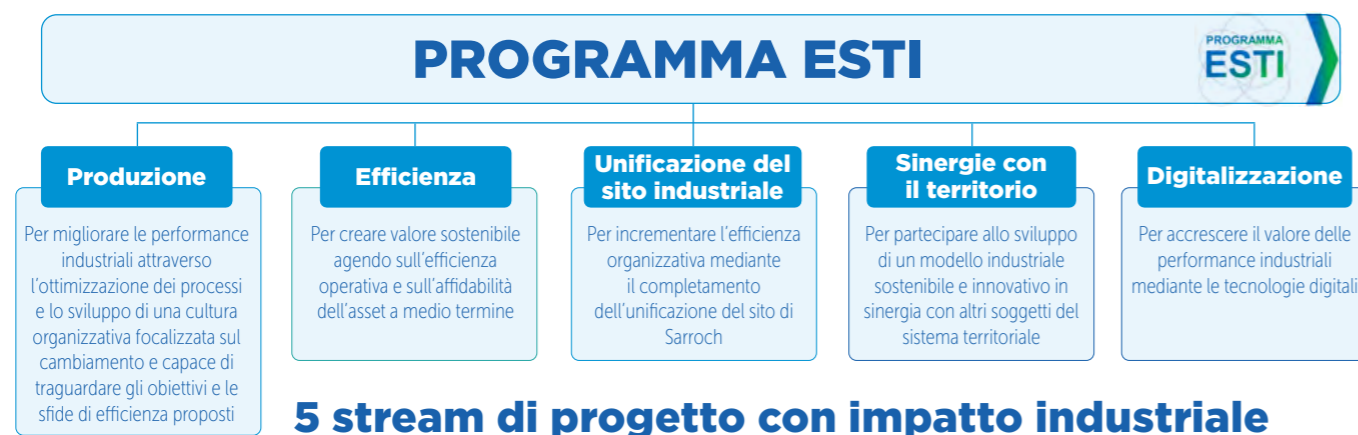 PROGRAMMA ESTI
PROGRAMMA
ESTI
Produzione
Per migliorare le performance
industriali attraverso
l'ottimizzazione dei processi
e lo sviluppo di una cultura
organizzativa focalizzata sul
cambiamento e capace di
traguardare gli obiettivi e le
sfide di efficienza proposti
Efficienza
Per creare valore sostenibile
agendo sull'efficienza
operativa e sull'affidabilità
dell'asset a medio termine
Unificazione del
sito industriale
Per incrementare l'efficienza
organizzativa mediante
il completamento
dell'unificazione del sito di
Sarroch
Sinergie con
il territorio
Per partecipare allo sviluppo
di un modello industriale
sostenibile e innovativo in
sinergia con altri soggetti del
sistema territoriale
Digitalizzazione
Per accrescere il valore delle
performance industriali
mediante le tecnologie digitali
5 stream di progetto con impatto industriale